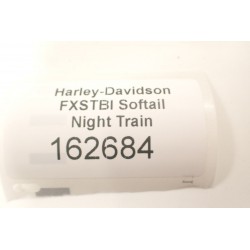 Harley-Davidson
FXSTBI Softail
Night Train
162684